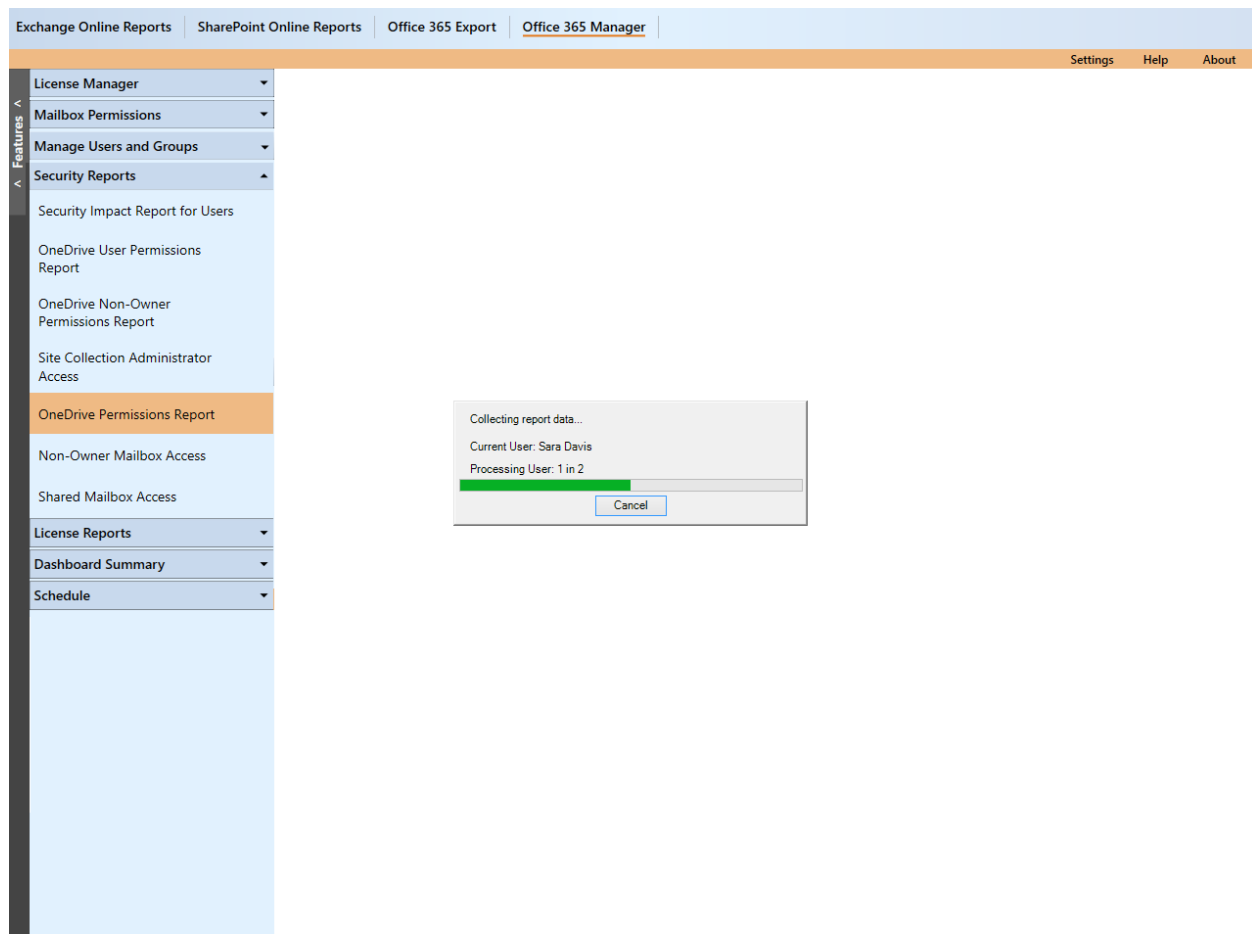 Exchange Online Reports SharePoint Online Reports Office 365 Export Office 365 Manager
Settings Help About
< Features <
License Manager
Mailbox Permissions
Manage Users and Groups
Security Reports
Security Impact Report for Users
OneDrive User Permissions
Report
OneDrive Non-Owner
Permissions Report
Site Collection Administrator
Access
OneDrive Permissions Report
Non-Owner Mailbox Access
Shared Mailbox Access
License Reports
Dashboard Summary
Schedule
Collecting report data...
Current User: Sara Davis
Processing User: 1 in 2
Cancel